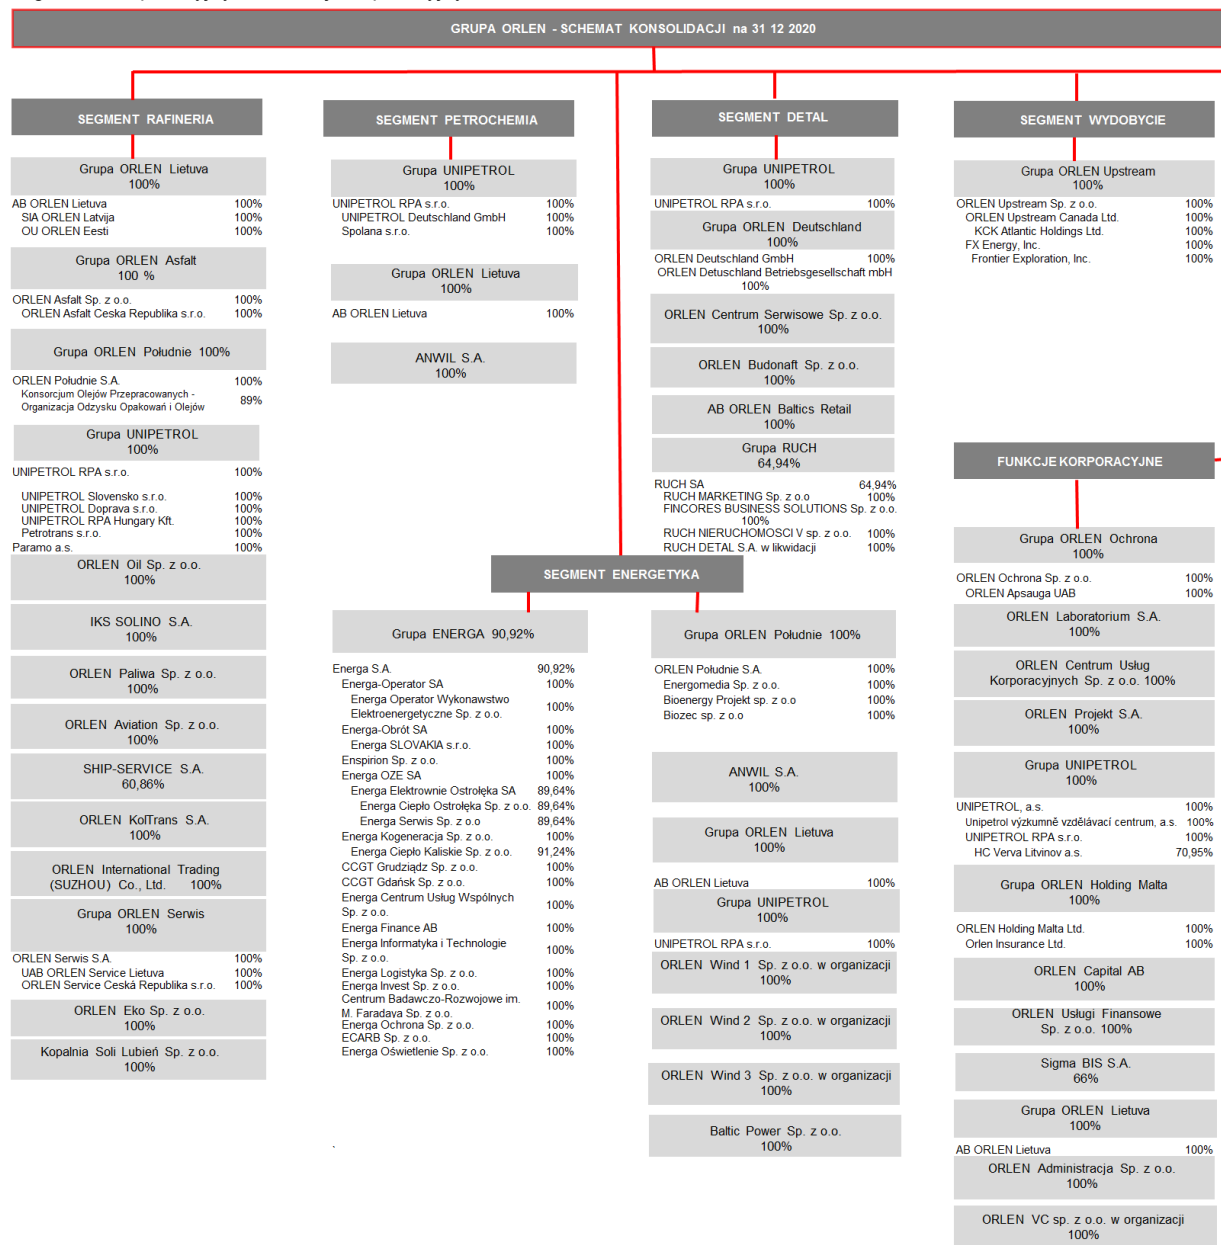 GRUPA ORLEN - SCHEMAT KONSOLIDACJI na 31 12 2020
SEGMENT RAFINERIA
Grupa ORLEN Lietuva
100%
AB ORLEN Lietuva 100%
SIA ORLEN Latvija 100%
OU ORLEN Eesti 100%
Grupa ORLEN Asfalt
100 %
ORLEN Asfalt Sp. z o.o. 100%
ORLEN Asfalt Ceska Republika s.r.o. 100%
Grupa ORLEN Południe 100%
ORLEN Południe S.A. 100%
Konsorcjum Olejów Przepracowanych -
Organizacja Odzysku Opakowań i Olejów 89%
Grupa UNIPETROL
100%
UNIPETROL RPA s.r.o. 100%
UNIPETROL Slovensko s.r.o. 100%
UNIPETROL Doprava s.r.o. 100%
UNIPETROL RPA Hungary Kft. 100%
Petrotrans s.r.o. 100%
Paramo a.s. 100%
ORLEN Oil Sp. z o.o.
100%
IKS SOLINO S.A.
100%
ORLEN Paliwa Sp. z o.o.
100%
ORLEN Aviation Sp. z o.o.
100%
SHIP-SERVICE S.A.
60,86%
ORLEN KolTrans S.A.
100%
ORLEN International Trading
(SUZHOU) Co., Ltd. 100%
Grupa ORLEN Serwis
100%
ORLEN Serwis S.A. 100%
UAB ORLEN Service Lietuva 100%
ORLEN Service Ceská Republika s.r.o. 100%
ORLEN Eko Sp. z o.o.
100%
Kopalnia Soli Lubień Sp. z o.o.
100%
SEGMENT PETROCHEMIA
Grupa UNIPETROL
100%
UNIPETROL RPA s.r.o. 100%
UNIPETROL Deutschland GmbH 100%
Spolana s.r.o. 100%
Grupa ORLEN Lietuva
100%
AB ORLEN Lietuva 100%
ANWIL S.A.
100%
SEGMENT DETAL
Grupa UNIPETROL
100%
UNIPETROL RPA s.r.o. 100%
Grupa ORLEN Deutschland
100%
ORLEN Deutschland GmbH 100%
ORLEN Detuschland Betriebsgesellschaft mbH
100%
ORLEN Centrum Serwisowe Sp. z o.o.
100%
ORLEN Budonaft Sp. z o.o.
100%
AB ORLEN Baltics Retail
100%
Grupa RUCH
64,94%
RUCH SA 64,94%
RUCH MARKETING Sp. z o.o 100%
FINCORES BUSINESS SOLUTIONS Sp. z o.o.
100%
RUCH NIERUCHOMOSCI V sp. z o.o. 100%
RUCH DETAL S.A. w likwidacji 100%
SEGMENT ENERGETYKA
Grupa ENERGA 90,92%
Energa S.A. 90,92%
Energa-Operator SA 100%
Energa Operator Wykonawstwo
Elektroenergetyczne Sp. z o.o. 100%
Energa-Obrót SA 100%
Energa SLOVAKIA s.r.o. 100%
Enspirion Sp. z o.o. 100%
Energa OZE SA 100%
Energa Elektrownie Ostrołęka SA 89,64%
Energa Ciepło Ostrołęka Sp. z o.o. 89,64%
Energa Serwis Sp. z o.o 89,64%
Energa Kogeneracja Sp. z o.o. 100%
Energa Ciepło Kaliskie Sp. z o.o. 91,24%
CCGT Grudziądz Sp. z o.o. 100%
CCGT Gdańsk Sp. z o.o. 100%
Energa Centrum Usług Wspólnych
Sp. z o.o. 100%
Energa Finance AB 100%
Energa Informatyka i Technologie
Sp. z o.o. 100%
Energa Logistyka Sp. z o.o. 100%
Energa Invest Sp. z o.o. 100%
Centrum Badawczo-Rozwojowe im.
M. Faradaya Sp. z o.o. 100%
Energa Ochrona Sp. z o.o. 100%
ECARB Sp. z o.o. 100%
Energa Oświetlenie Sp. z o.o. 100%
Grupa ORLEN Południe 100%
ORLEN Południe S.A. 100%
Energomedia Sp. z o.o. 100%
Bioenergy Projekt sp. z o.o 100%
Biozec sp. z o.o 100%
ANWIL S.A.
100%
Grupa ORLEN Lietuva
100%
AB ORLEN Lietuva 100%
Grupa UNIPETROL
100%
UNIPETROL RPA s.r.o. 100%
ORLEN Wind 1 Sp. z o.o. w organizacji
100%
ORLEN Wind 2 Sp. z o.o. w organizacji
100%
ORLEN Wind 3 Sp. z o.o. w organizacji
100%
Baltic Power Sp. z o.o.
100%
SEGMENT WYDOBYCIE
Grupa ORLEN Upstream
100%
ORLEN Upstream Sp. z o.o. 100%
ORLEN Upstream Canada Ltd. 100%
KCK Atlantic Holdings Ltd. 100%
FX Energy, Inc. 100%
Frontier Exploration, Inc. 100%
FUNKCJE KORPORACYJNE
Grupa ORLEN Ochrona
100%
ORLEN Ochrona Sp. z o.o. 100%
ORLEN Apsauga UAB 100%
ORLEN Laboratorium S.A.
100%
ORLEN Centrum Usług
Korporacyjnych Sp. z o.o. 100%
ORLEN Projekt S.A.
100%
Grupa UNIPETROL
100%
UNIPETROL, a.s. 100%
Unipetrol výzkumně vzdělávací centrum, a.s. 100%
UNIPETROL RPA s.r.o. 100%
HC Verva Litvinov a.s. 70,95%
Grupa ORLEN Holding Malta
100%
ORLEN Holding Malta Ltd. 100%
Orlen Insurance Ltd. 100%
ORLEN Capital AB
100%
ORLEN Usługi Finansowe
Sp. z o.o. 100%
Sigma BIS S.A.
66%
Grupa ORLEN Lietuva
100%
AB ORLEN Lietuva 100%
ORLEN Administracja Sp. z o.o.
100%
ORLEN VC sp. z o.o. w organizacji
100%